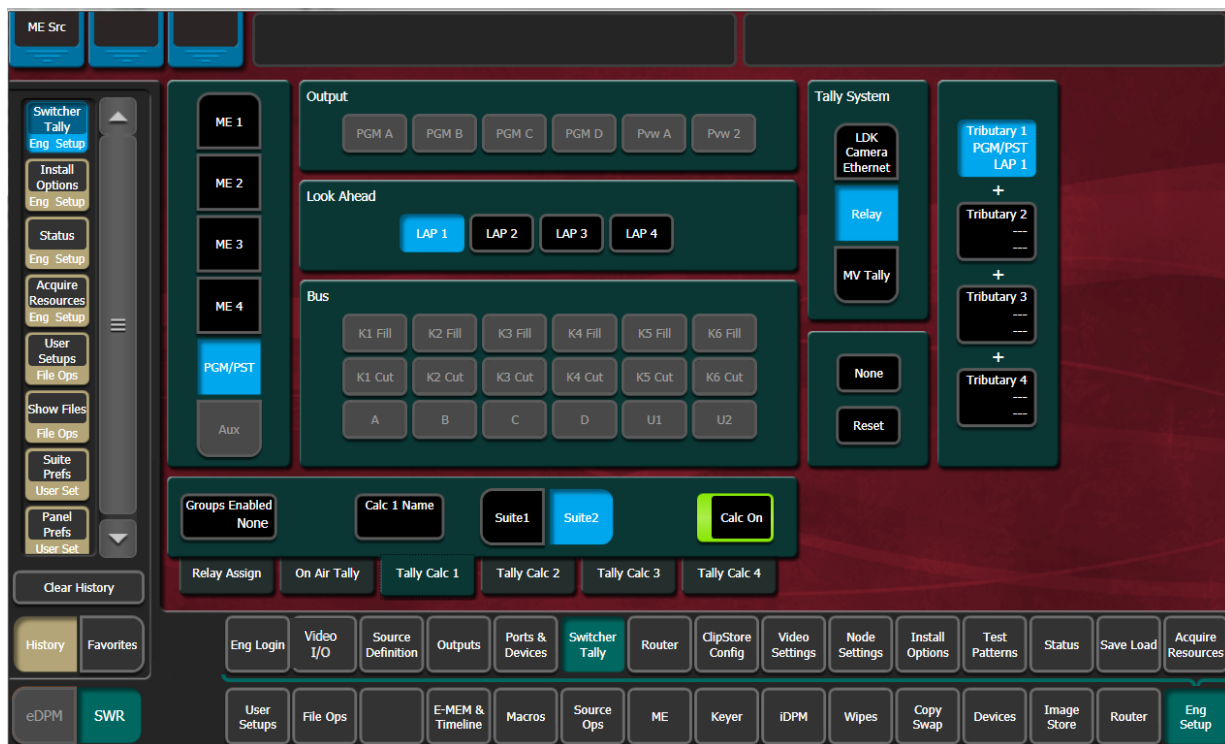 ME Src
Switcher
Tally
Eng Setup
Install
Options
Eng Setup
Status
Eng Setup
Acquire
Resources
Eng Setup
User
Setups
File Ops
Show Files
File Ops
Suite
Prefs
User Set
Panel
Prefs
User Set
Clear History
History
Favorites
eDPM
SWR
ME 1
ME 2
ME 3
ME 4
PGM/PST
Aux
Output
PGM A
PGM B
PGM C
PGM D
Pvw A
Pvw 2
Look Ahead
LAP 1
LAP 2
LAP 3
LAP 4
Bus
K1 Fill
K2 Fill
K3 Fill
K4 Fill
K5 Fill
K6 Fill
K1 Cut
K2 Cut
K3 Cut
K4 Cut
K5 Cut
K6 Cut
A
B
C
D
U1
U2
Tally System
LDK
Camera
Ethernet
Relay
MV Tally
None
Reset
Tributary 1
PGM/PST
LAP 1
+
Tributary 2
---
---
+
Tributary 3
---
---
+
Tributary 4
---
---
Groups Enabled
None
Calc 1 Name
Suite1
Suite2
Calc On
Relay Assign
On Air Tally
Tally Calc 1
Tally Calc 2
Tally Calc 3
Tally Calc 4
Eng Login
Video
I/O
Source
Definition
Outputs
Ports &
Devices
Switcher
Tally
Router
ClipStore
Config
Video
Settings
Node
Settings
Install
Options
Test
Patterns
Status
Save Load
Acquire
Resources
User
Setups
File Ops
E-MEM &
Timeline
Macros
Source
Ops
ME
Keyer
iDPM
Wipes
Copy
Swap
Devices
Image
Store
Router
Eng
Setup